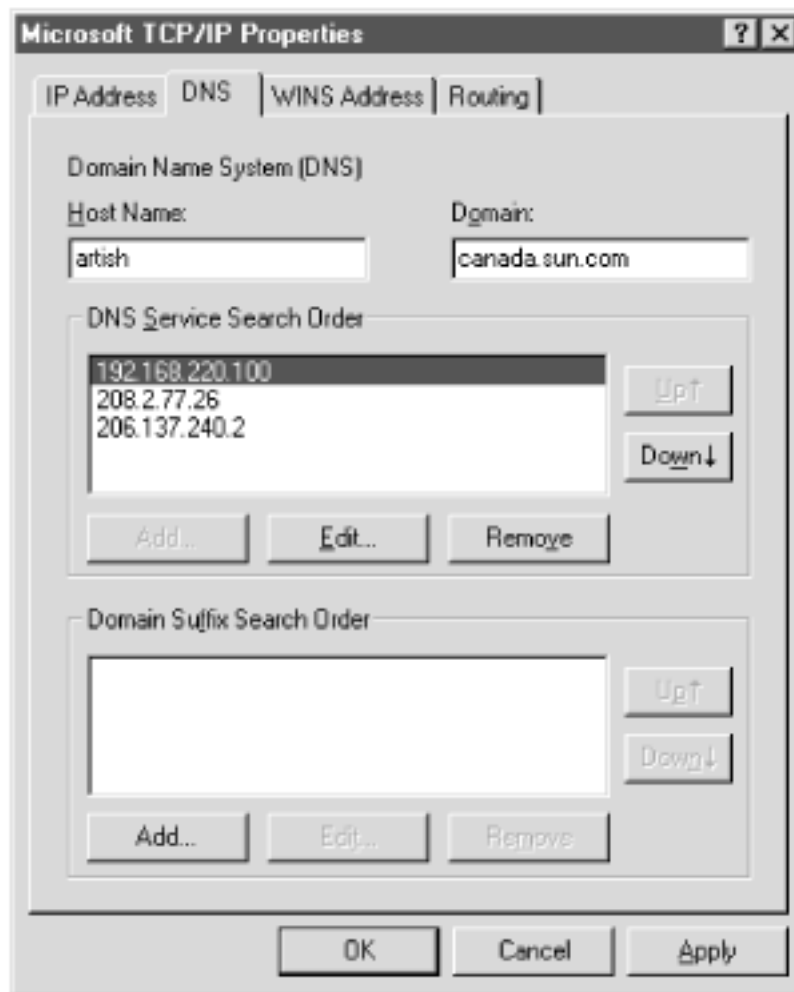 Microsoft TCP/IP Properties
? X
IP Address DNS WINS Address Routing
Domain Name System (DNS)
Host Name: Domain:
artish canada.sun.com
DNS Service Search Order
192.168.220.100
208.2.77.26
206.137.240.2
Up↑
Down↓
Add... Edit... Remove
Domain Suffix Search Order
Up↑
Down↓
Add... Edit... Remove
OK Cancel Apply